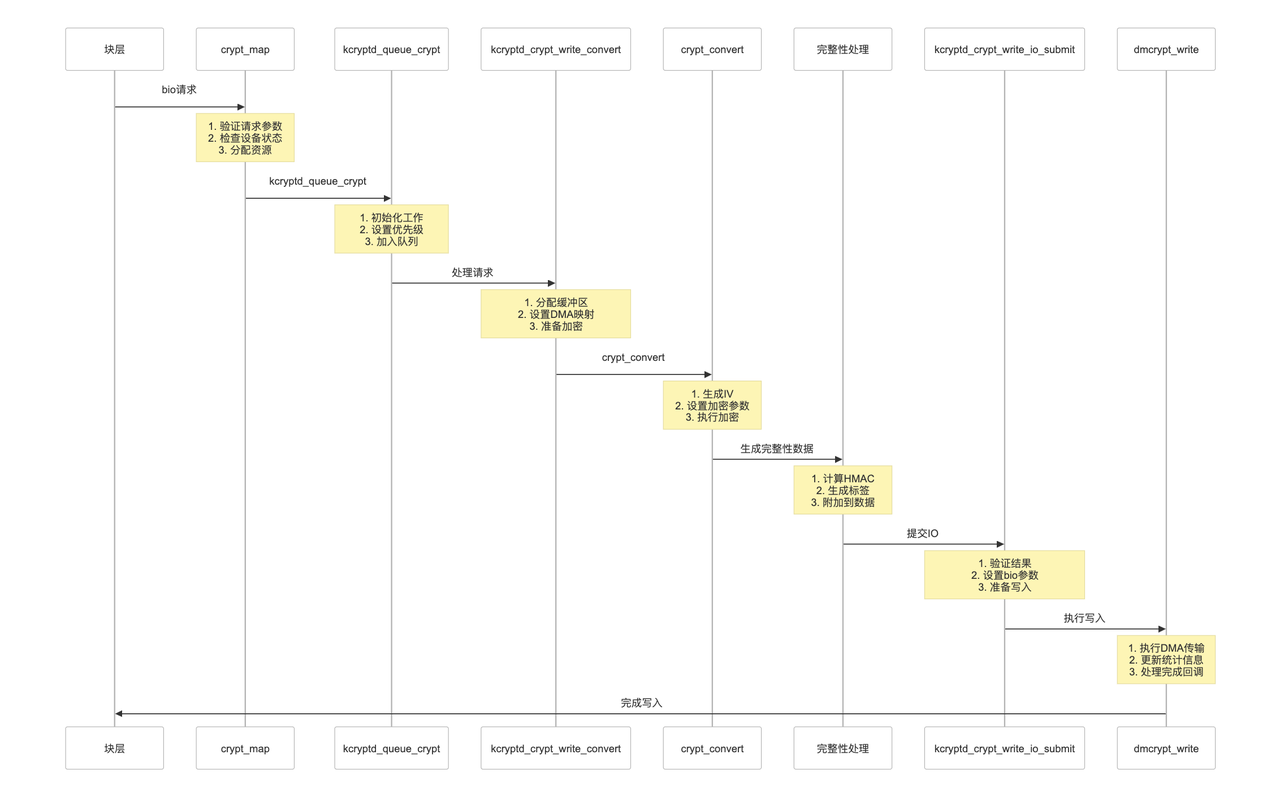 块层
crypt_map
kcryptd_queue_crypt
kcryptd_crypt_write_convert
crypt_convert
完整性处理
kcryptd_crypt_write_io_submit
dmcrypt_write
bio请求
1. 验证请求参数
2. 检查设备状态
3. 分配资源
kcryptd_queue_crypt
1. 初始化工作
2. 设置优先级
3. 加入队列
处理请求
1. 分配缓冲区
2. 设置DMA映射
3. 准备加密
crypt_convert
1. 生成IV
2. 设置加密参数
3. 执行加密
生成完整性数据
1. 计算HMAC
2. 生成标签
3. 附加到数据
提交IO
1. 验证结果
2. 设置bio参数
3. 准备写入
执行写入
1. 执行DMA传输
2. 更新统计信息
3. 处理完成回调
完成写入
块层
crypt_map
kcryptd_queue_crypt
kcryptd_crypt_write_convert
crypt_convert
完整性处理
kcryptd_crypt_write_io_submit
dmcrypt_write